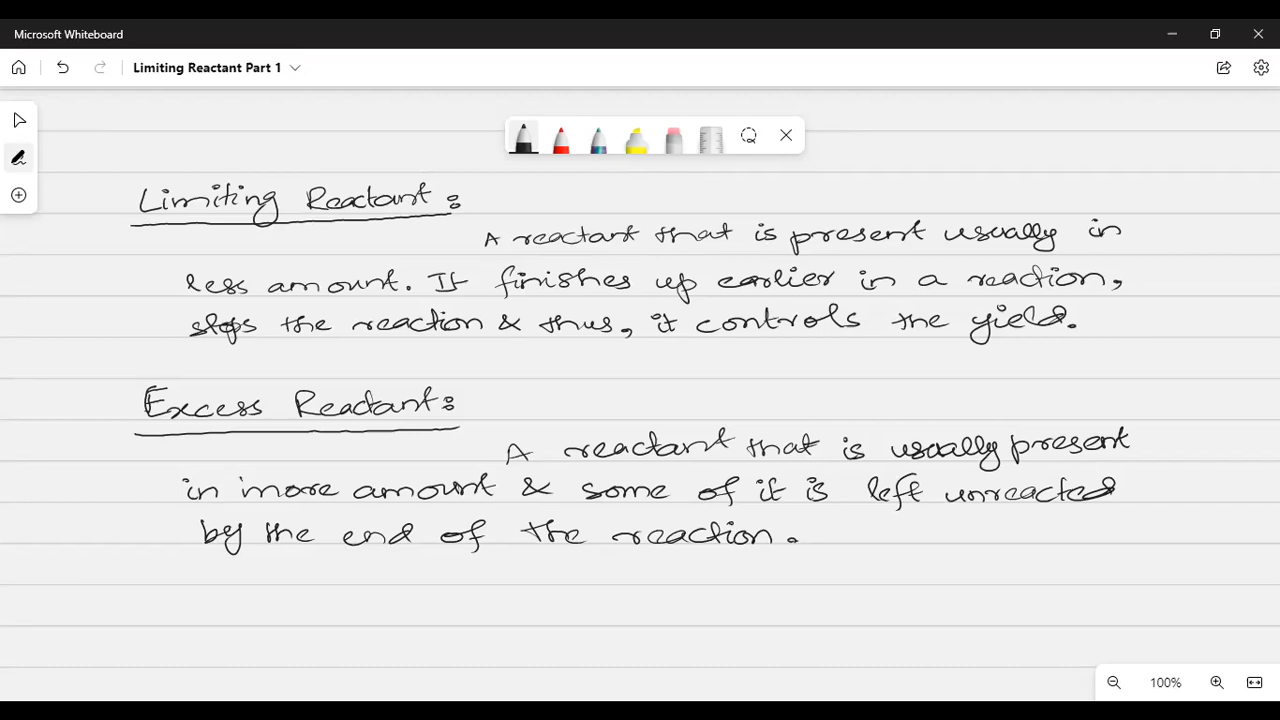 Microsoft Whiteboard
Limiting Reactant Part 1
Limiting Reactant:
A reactant that is present usually in
less amount. It finishes up earlier in a reaction,
stops the reaction & thus, it controls the yield.
Excess Reactant:
A reactant that is usually present
in more amount & some of it is left unreacted
by the end of the reaction.
100%